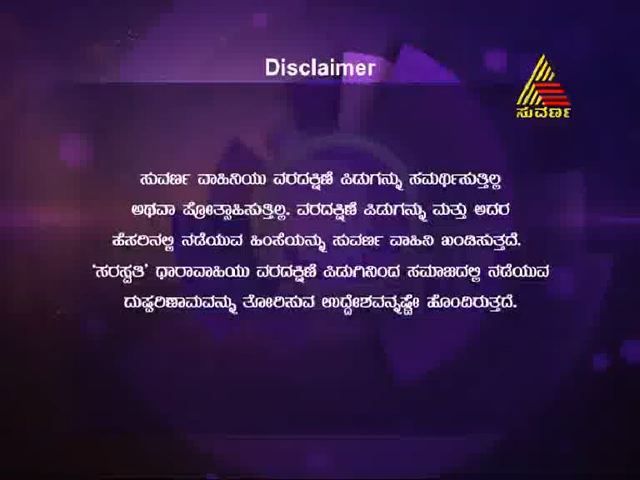 Disclaimer
ಸುವರ್ಣ
ಸುವರ್ಣ ವಾಹಿನಿಯು ವರದಕ್ಷಿಣೆ ಪಿಡುಗನ್ನು ಸಮರ್ಥಿಸುತ್ತಿಲ್ಲ
ಅಥವಾ ಪ್ರೋತ್ಸಾಹಿಸುತ್ತಿಲ್ಲ. ವರದಕ್ಷಿಣೆ ಪಿಡುಗನ್ನು ಮತ್ತು ಅದರ
ಹೆಸರಿನಲ್ಲಿ ನಡೆಯುವ ಹಿಂಸೆಯನ್ನು ಸುವರ್ಣ ವಾಹಿನಿ ಖಂಡಿಸುತ್ತದೆ.
‘ಸರಸ್ವತಿ’ ಧಾರಾವಾಹಿಯು ವರದಕ್ಷಿಣೆ ಪಿಡುಗಿನಿಂದ ಸಮಾಜದಲ್ಲಿ ನಡೆಯುವ
ದುಷ್ಪರಿಣಾಮವನ್ನು ತೋರಿಸುವ ಉದ್ದೇಶವನ್ನಷ್ಟೇ ಹೊಂದಿರುತ್ತದೆ.